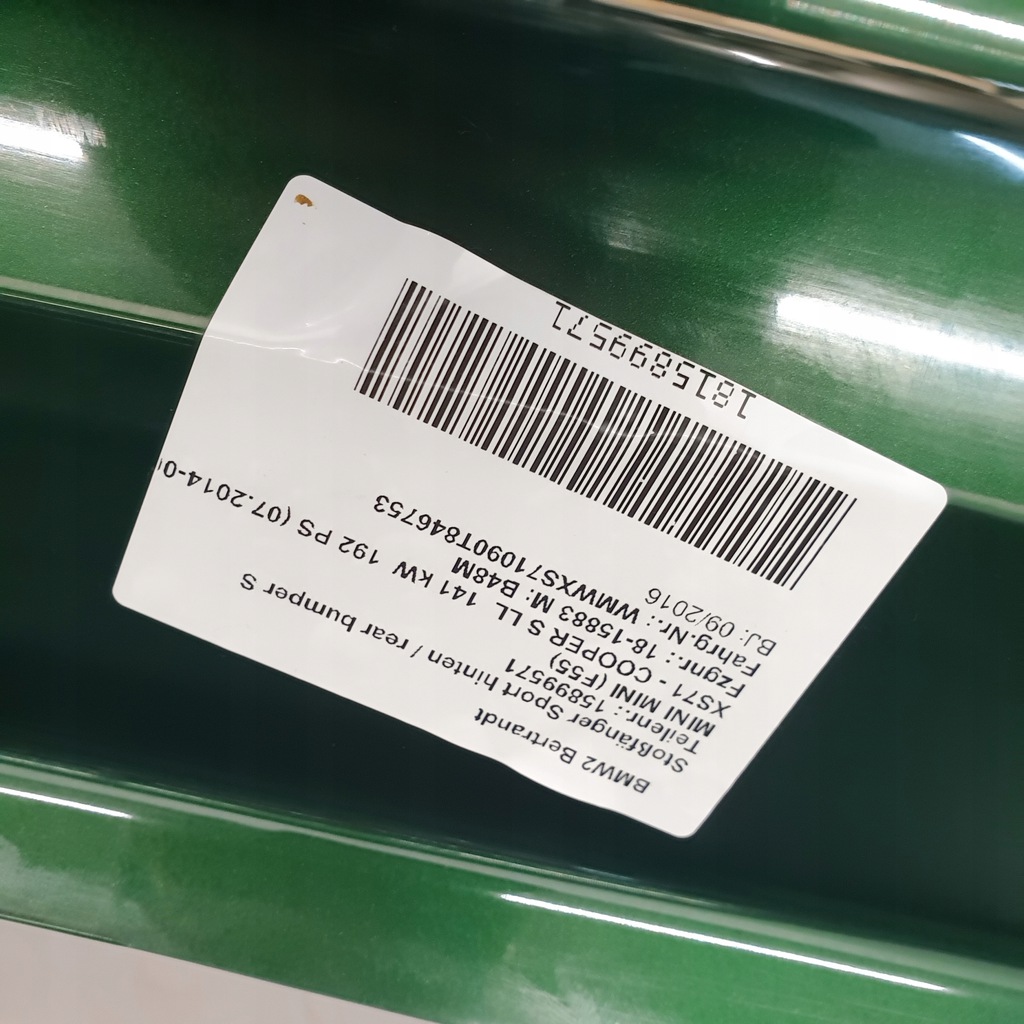 BMW2 Bertrandt
Stoßfänger Sport hinten / rear bumper S
Teilenr.: 15899571
MINI MINI (F55)
XS71 - COOPER S LL 141 kW 192 PS (07.2014-0
Fzgnr.: 18-15883 M: B48M
Fahrg.Nr.: WMWXS71090T846753
BJ: 09/2016
1815899571